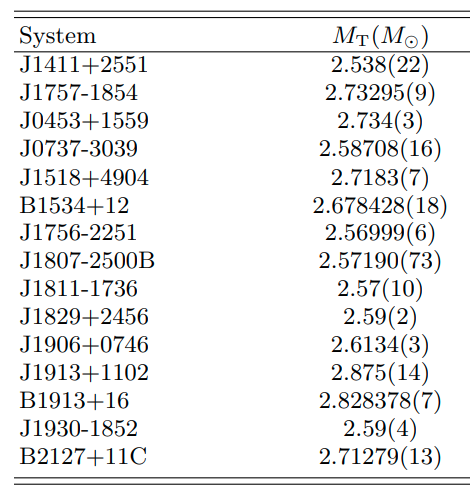 System M_T(M_⊙)
J1411+2551 2.538(22)
J1757-1854 2.73295(9)
J0453+1559 2.734(3)
J0737-3039 2.58708(16)
J1518+4904 2.7183(7)
B1534+12 2.678428(18)
J1756-2251 2.56999(6)
J1807-2500B 2.57190(73)
J1811-1736 2.57(10)
J1829+2456 2.59(2)
J1906+0746 2.6134(3)
J1913+1102 2.875(14)
B1913+16 2.828378(7)
J1930-1852 2.59(4)
B2127+11C 2.71279(13)